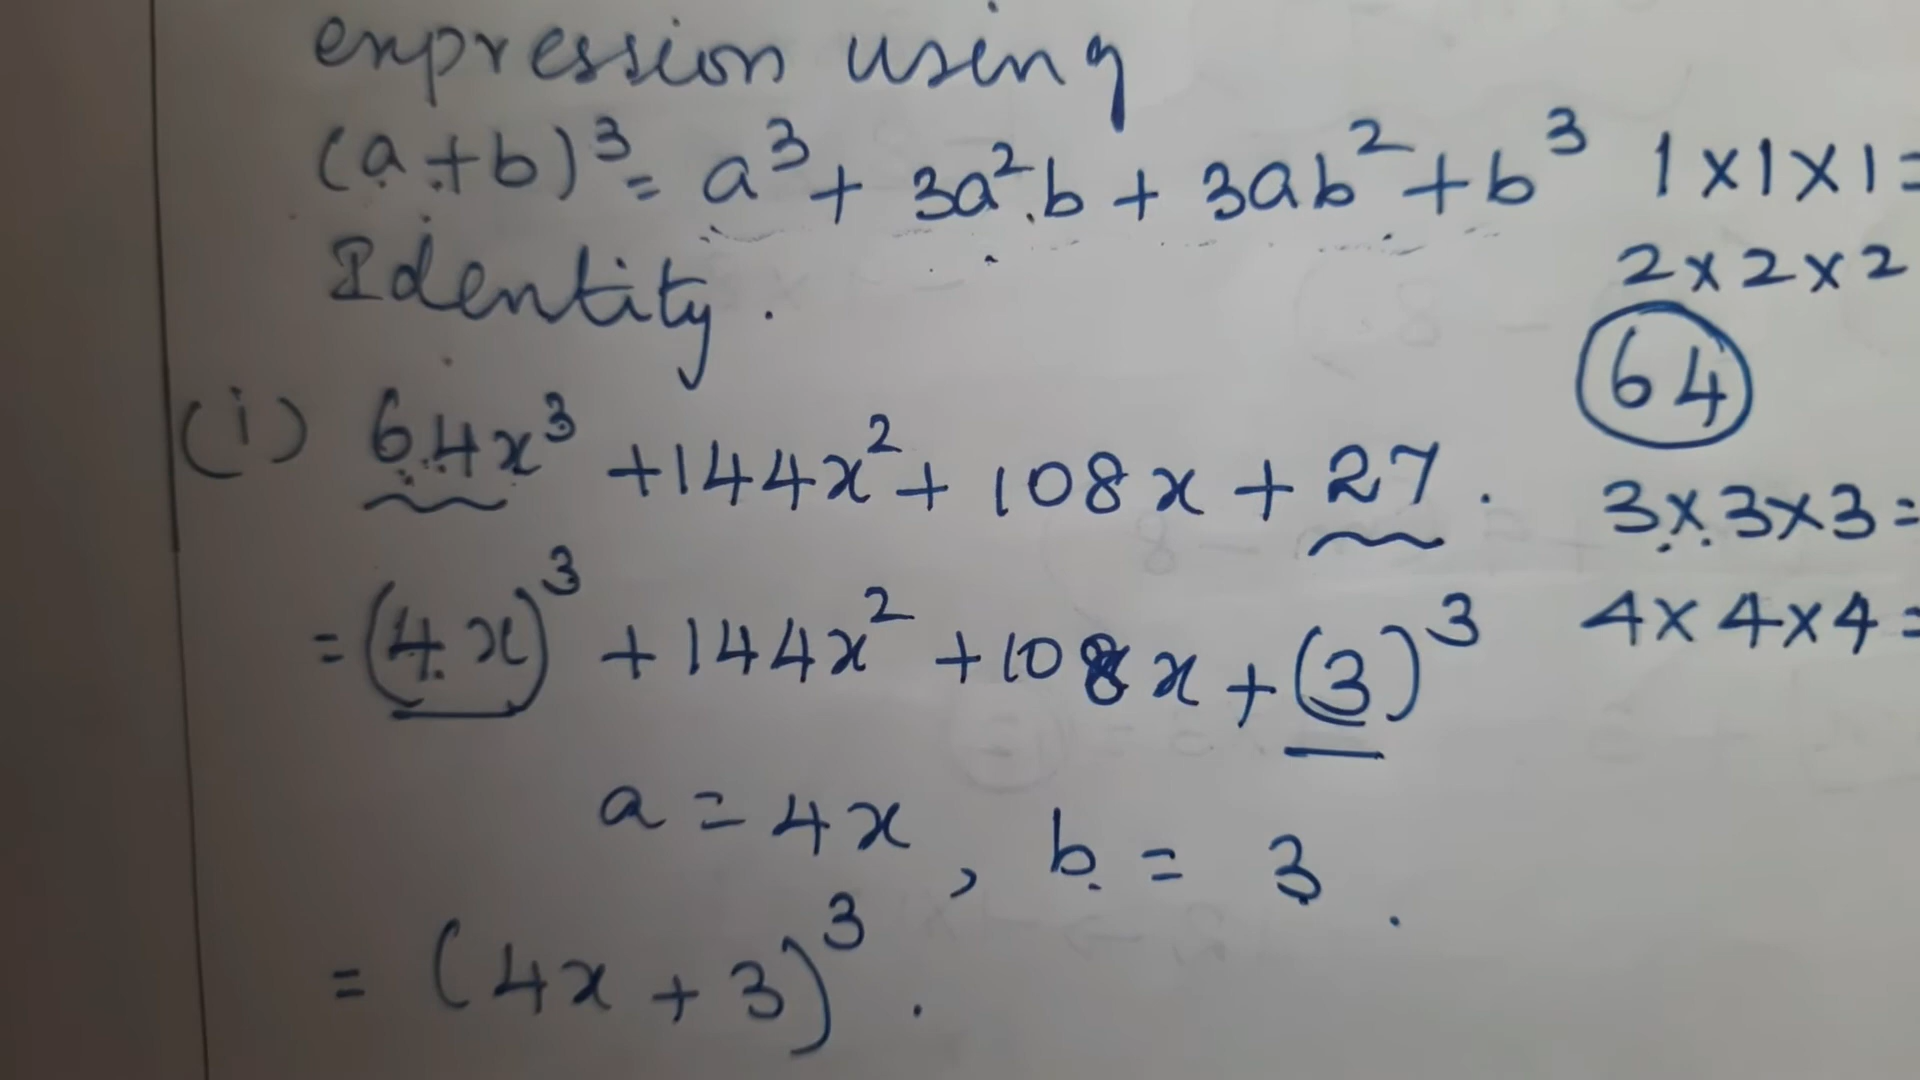 expression using
(a+b)³ = a³ + 3a²b + 3ab² + b³
Identity.
(i) 64x³ + 144x² + 108x + 27.
= (4x)³ + 144x² + 108x + (3)³
a = 4x, b = 3.
= (4x + 3)³.
1×1×1=
2×2×2
64
3×3×3=
4×4×4=